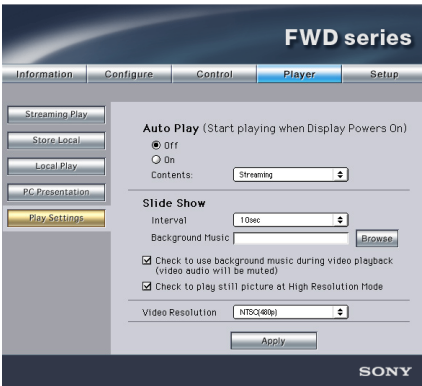 FWD series
Information Configure Control Player Setup
Streaming Play
Store Local
Local Play
PC Presentation
Play Settings
Auto Play (Start playing when Display Powers On)
Off
On
Contents: Streaming
Slide Show
Interval 10sec
Background Music Browse
Check to use background music during video playback
(video audio will be muted)
Check to play still picture at High Resolution Mode
Video Resolution NTSC(480p)
Apply
SONY